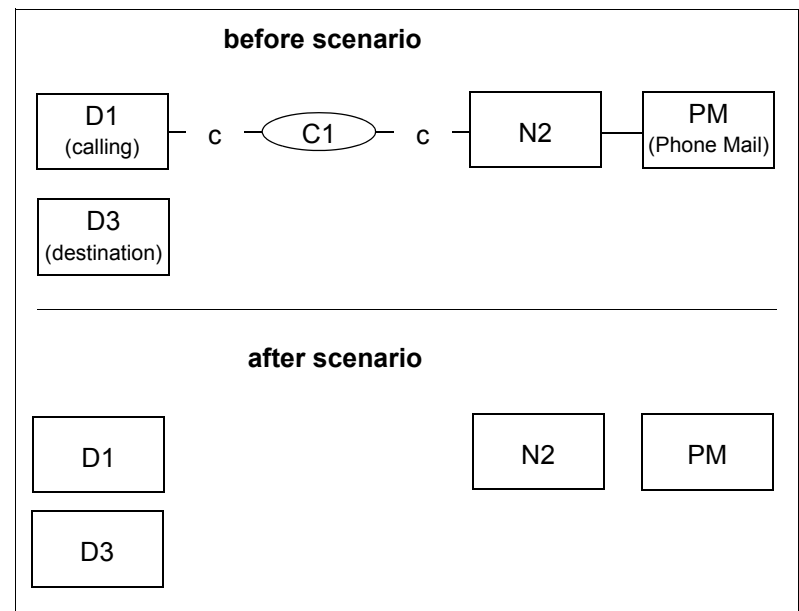 before scenario
D1
(calling)
c
C1
c
N2
PM
(Phone Mail)
D3
(destination)
after scenario
D1
N2
PM
D3